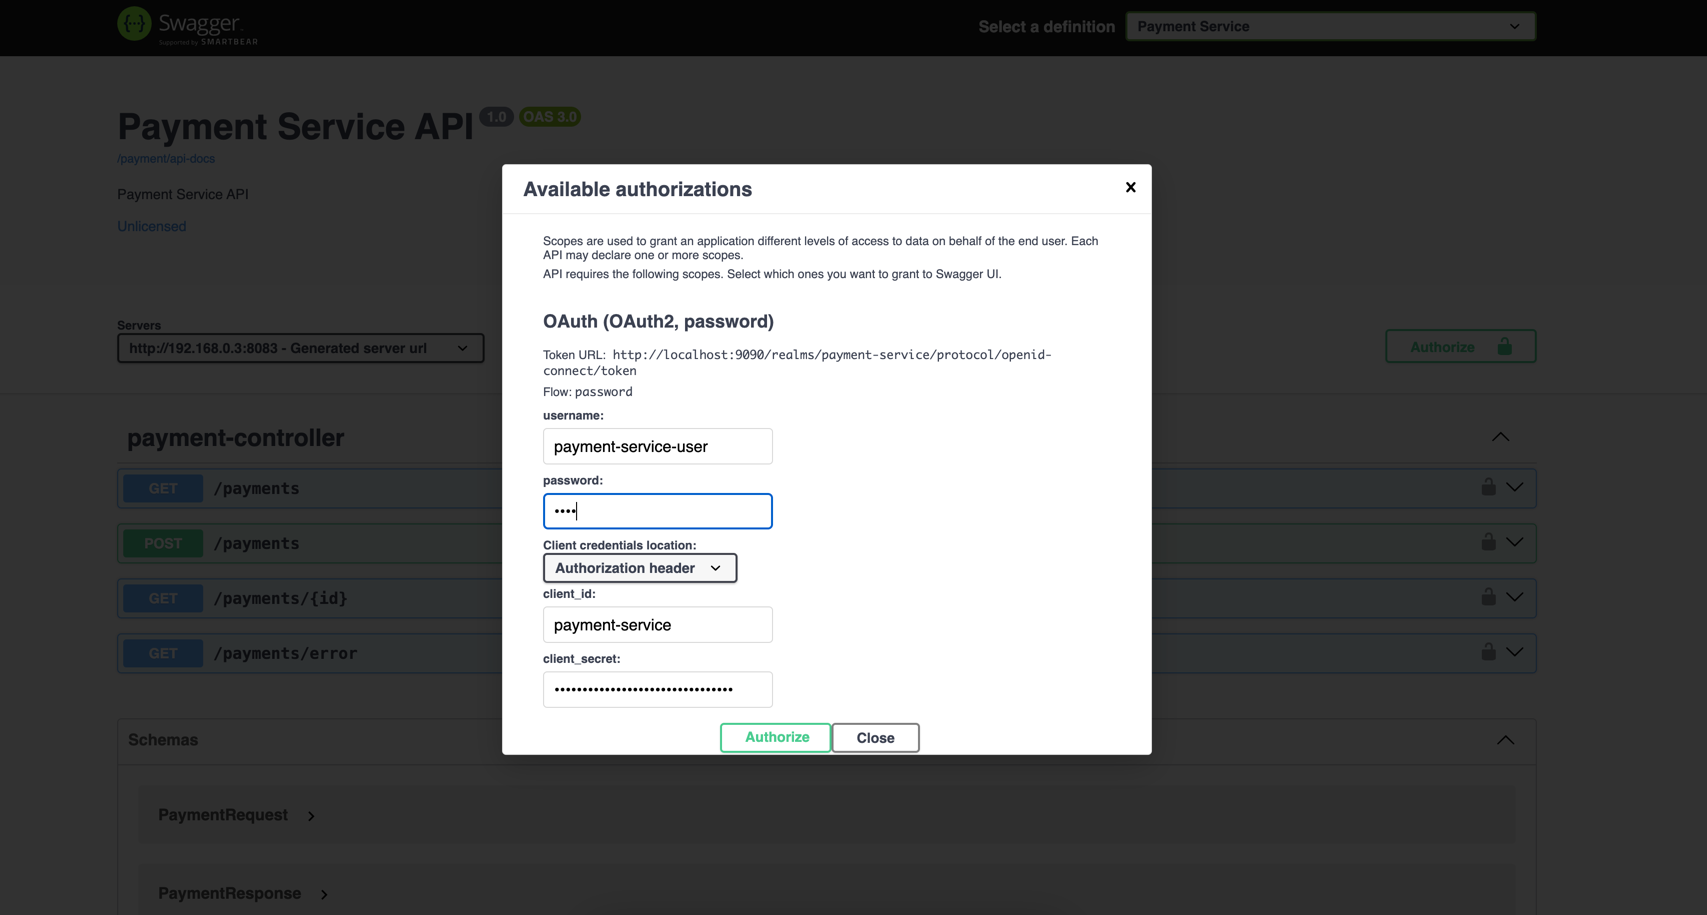 Swagger.
Supported by SMARTBEAR
Select a definition
Payment Service
Payment Service API 1.0 OAS 3.0
/payment/api-docs
Payment Service API
Unlicensed
Servers
http://192.168.0.3:8083 - Generated server url
Authorize
payment-controller
GET /payments
POST /payments
GET /payments/{id}
GET /payments/error
Schemas
PaymentRequest
PaymentResponse
Available authorizations
Scopes are used to grant an application different levels of access to data on behalf of the end user. Each
API may declare one or more scopes.
API requires the following scopes. Select which ones you want to grant to Swagger UI.
OAuth (OAuth2, password)
Token URL: http://localhost:9090/realms/payment-service/protocol/openid-
connect/token
Flow: password
username:
payment-service-user
password:
••••
Client credentials location:
Authorization header
client_id:
payment-service
client_secret:
••••••••••••••••••••••••••••••••
Authorize
Close